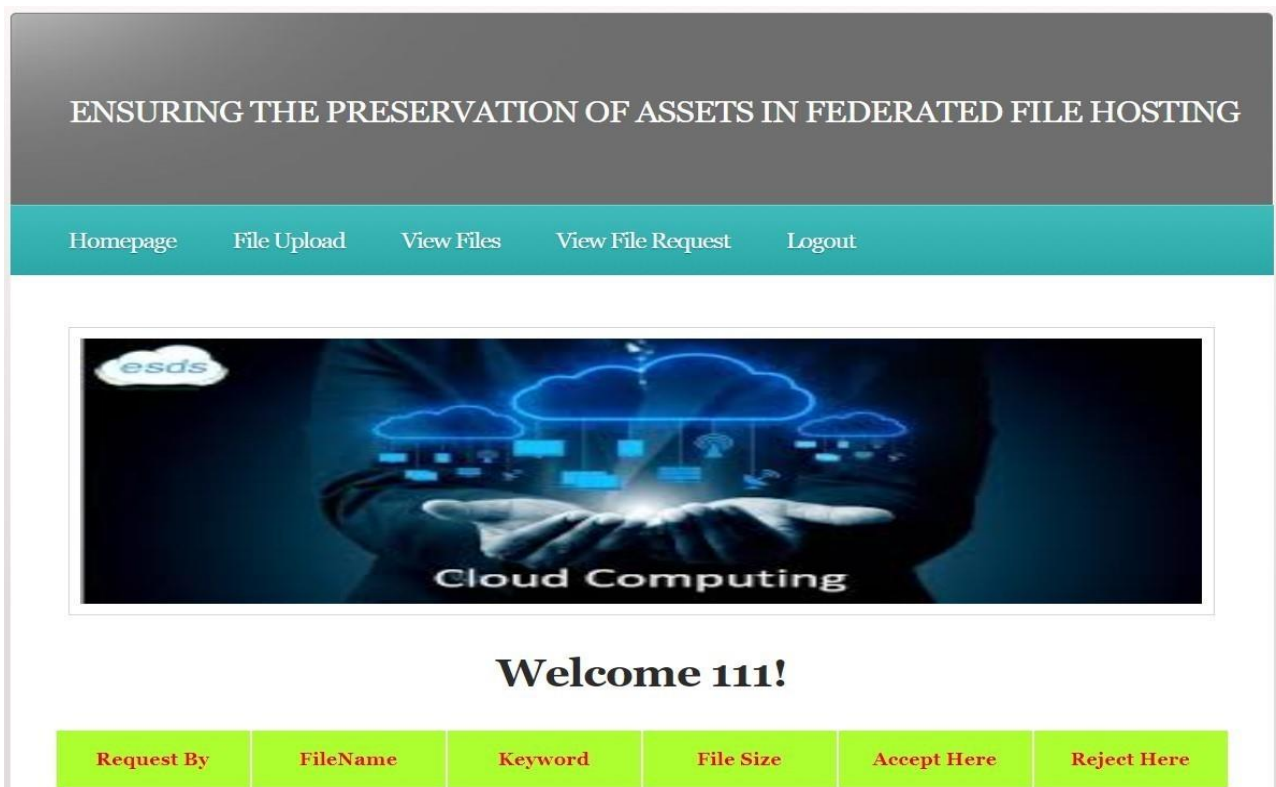 ENSURING THE PRESERVATION OF ASSETS IN FEDERATED FILE HOSTING
Homepage File Upload View Files View File Request Logout
esds
Cloud Computing
Welcome 111!
Request By FileName Keyword File Size Accept Here Reject Here